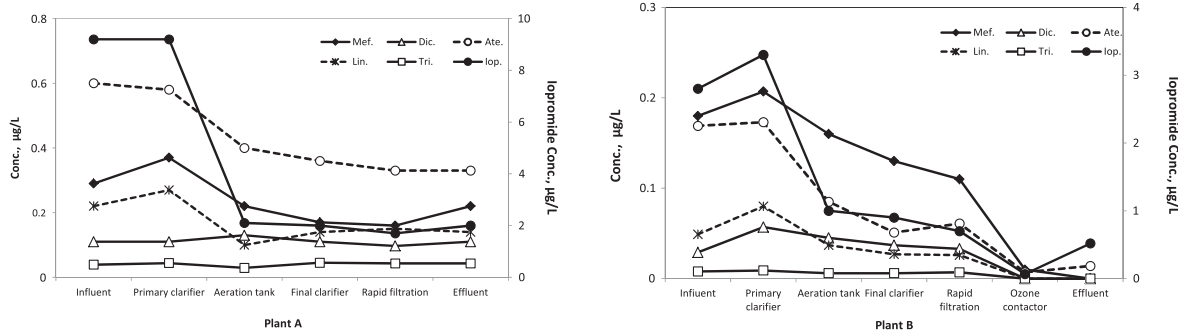 0.8
0.6
0.4
0.2
0
Conc., µg/L
10
8
6
4
2
0
Iopromide Conc., µg/L
Mef. Dic. Ate.
Lin. Tri. Iop.
Influent Primary clarifier Aeration tank Final clarifier Rapid filtration Effluent
Plant A
0.3
0.2
0.1
0
Conc., µg/L
4
3
2
1
0
Iopromide Conc., µg/L
Mef. Dic. Ate.
Lin. Tri. Iop.
Influent Primary Aeration tank Final clarifier Rapid Ozone Effluent
clarifier filtration contactor
Plant B